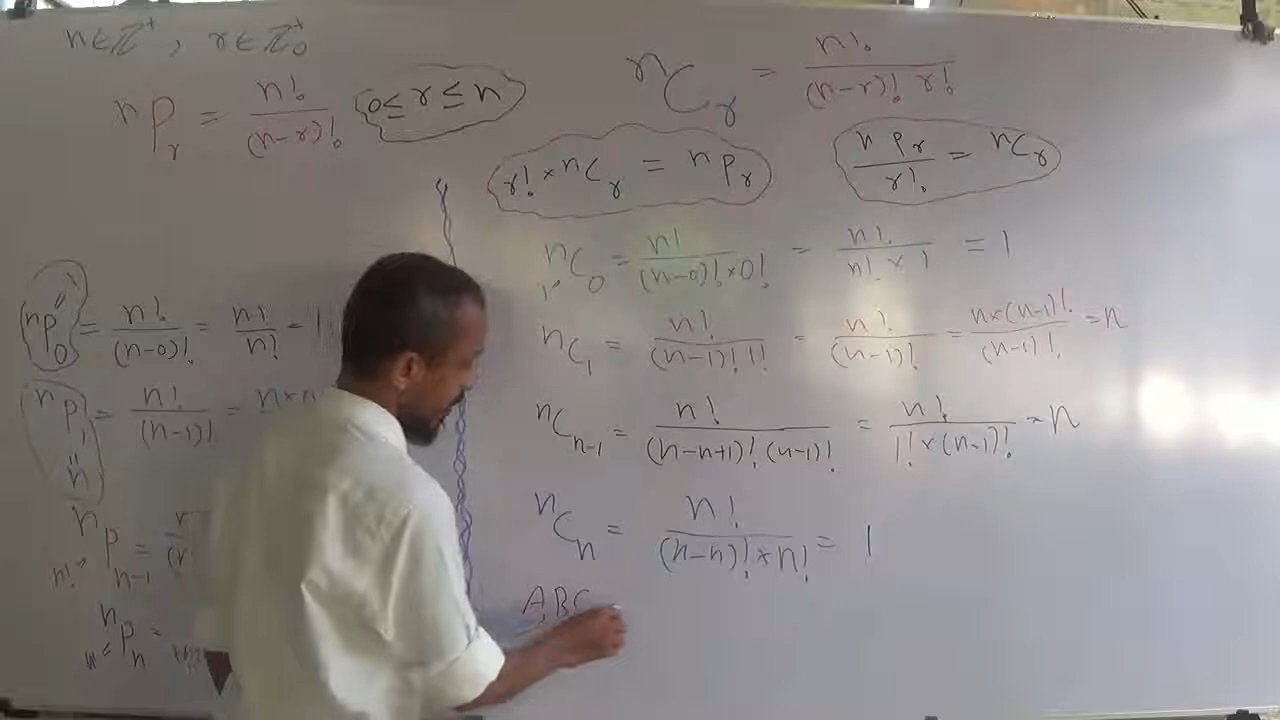 n∈ℤ⁺, r∈ℤ₀⁺
ⁿPᵣ = n!/(n-r)! 0≤r≤n
ⁿCᵣ = n!/(n-r)! r!
r! × ⁿCᵣ = ⁿPᵣ
ⁿPᵣ/r! = ⁿCᵣ
ⁿP₀ = n!/(n-0)! = n!/n! = 1
ⁿP₁ = n!/(n-1)! =
n
ⁿPₙ₋₁ =
n!
ⁿPₙ =
ⁿC₀ = n!/(n-0)! × 0! = n!/n! × 1 = 1
ⁿC₁ = n!/(n-1)! 1! = n!/(n-1)! = n×(n-1)!/(n-1)! = n
ⁿCₙ₋₁ = n!/(n-n+1)! (n-1)! = n!/1! × (n-1)! = n
ⁿCₙ = n!/(n-n)! × n! = 1
ABC